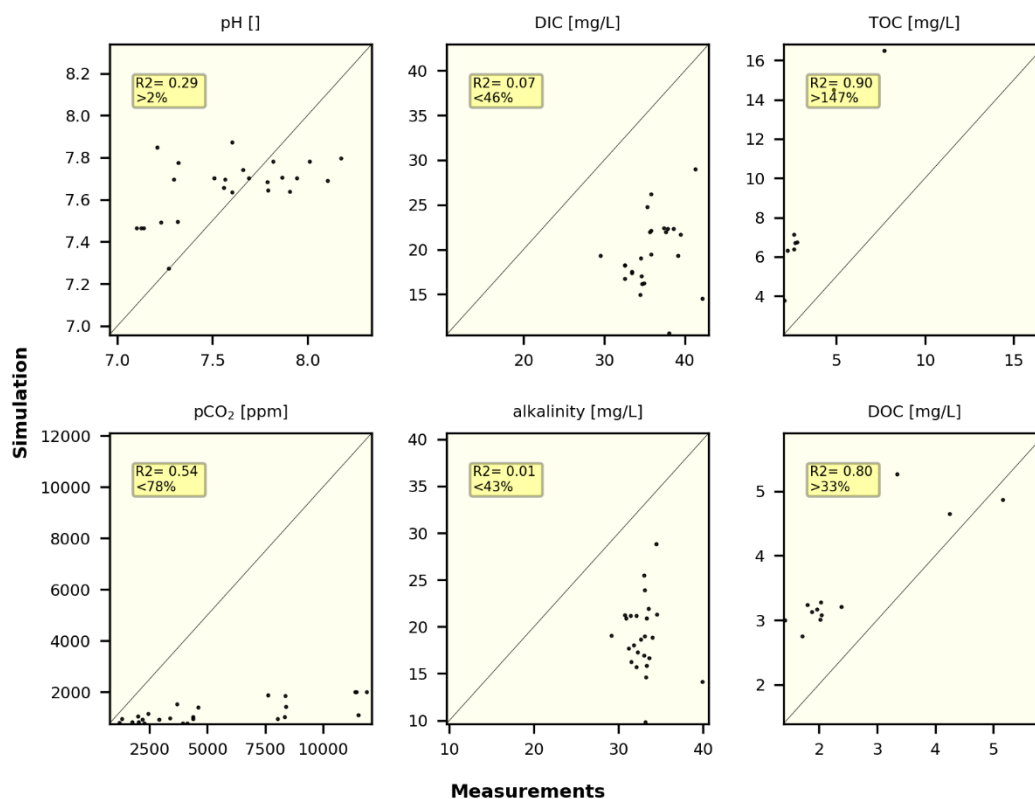 pH []
8.2
8.0
7.8
7.6
7.4
7.2
7.0
R2= 0.29
>2%
7.0 7.5 8.0
DIC [mg/L]
40
35
30
25
20
15
R2= 0.07
<46%
20 30 40
TOC [mg/L]
16
14
12
10
8
6
4
R2= 0.90
>147%
5 10 15
Simulation
pCO₂ [ppm]
12000
10000
8000
6000
4000
2000
R2= 0.54
<78%
2500 5000 7500 10000
alkalinity [mg/L]
40
35
30
25
20
15
10
R2= 0.01
<43%
10 20 30 40
DOC [mg/L]
5
4
3
2
R2= 0.80
>33%
2 3 4 5
Measurements